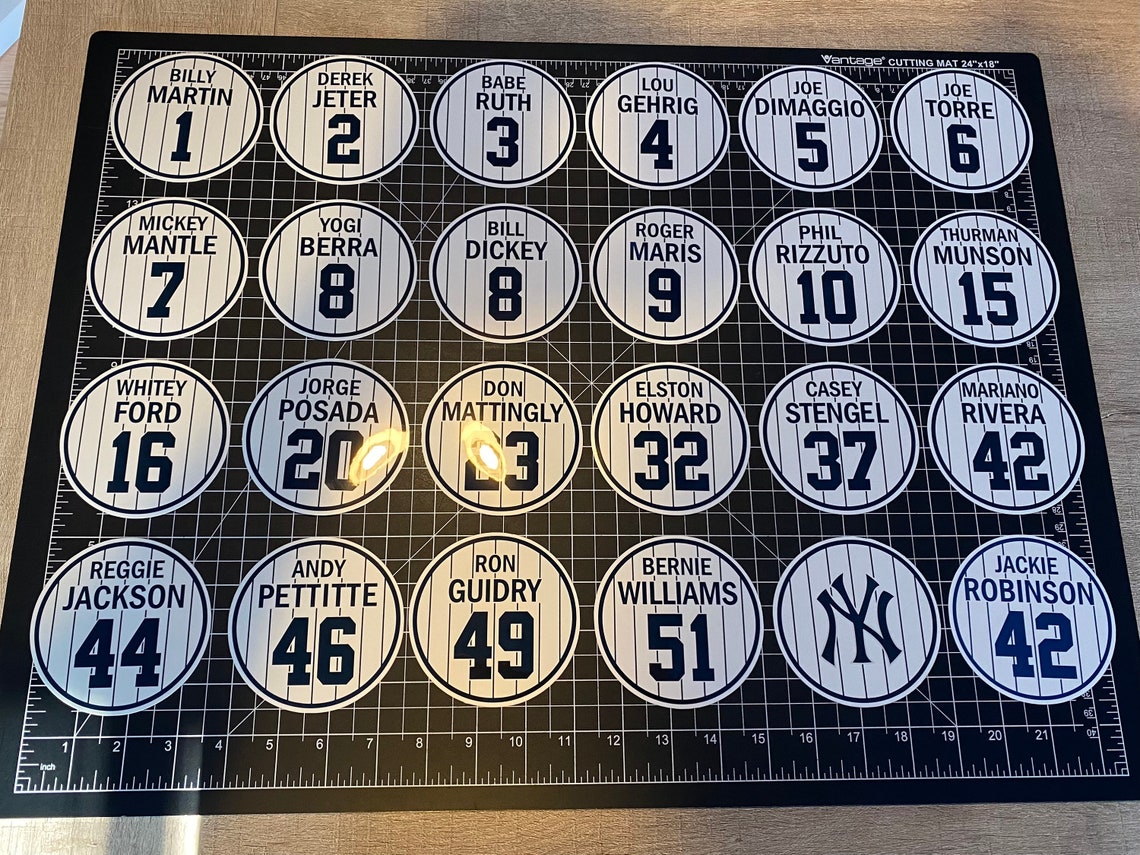 Vantage® CUTTING MAT 24"x18"
BILLY
MARTIN
1
DEREK
JETER
2
BABE
RUTH
3
LOU
GEHRIG
4
JOE
DIMAGGIO
5
JOE
TORRE
6
MICKEY
MANTLE
7
YOGI
BERRA
8
BILL
DICKEY
8
ROGER
MARIS
9
PHIL
RIZZUTO
10
THURMAN
MUNSON
15
WHITEY
FORD
16
JORGE
POSADA
20
DON
MATTINGLY
23
ELSTON
HOWARD
32
CASEY
STENGEL
37
MARIANO
RIVERA
42
REGGIE
JACKSON
44
ANDY
PETTITTE
46
RON
GUIDRY
49
BERNIE
WILLIAMS
51
NY
JACKIE
ROBINSON
42
1 2 3 4 5 6 7 8 9 10 11 12 13 14 15 16 17 18 19 20 21
Inch